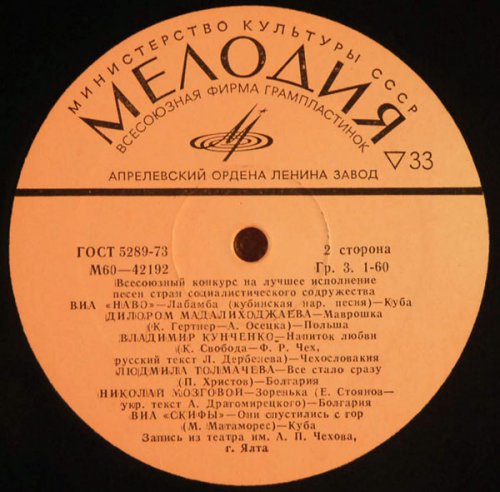 МИНИСТЕРСТВО КУЛЬТУРЫ СССР
МЕЛОДИЯ
ВСЕСОЮЗНАЯ ФИРМА ГРАМПЛАСТИНОК
▽33
АПРЕЛЕВСКИЙ ОРДЕНА ЛЕНИНА ЗАВОД
ГОСТ 5289-73 2 сторона
М60—42192 Гр. 3. 1-60
Всесоюзный конкурс на лучшее исполнение
песен стран социалистического содружества
ВИА «НАВО»—Лабамба (кубинская нар. песня)—Куба
ДИЛОРОМ МАДАЛИХОДЖАЕВА—Маврошка
(К. Гертнер—А. Осецка)—Польша
ВЛАДИМИР КУНЧЕНКО—Напиток любви
(К. Свобода—Ф. Р. Чех,
русский текст Л. Дербенева)—Чехословакия
ЛЮДМИЛА ТОЛМАЧЕВА—Все стало сразу
(П. Христов)—Болгария
НИКОЛАЙ МОЗГОВОЙ—Зоренька (Е. Стоянов—
укр. текст А. Драгомирецкого)—Болгария
ВИА «СКИФЫ»—Они спустились с гор
(М. Матаморес)—Куба
Запись из театра им. А. П. Чехова,
г. Ялта